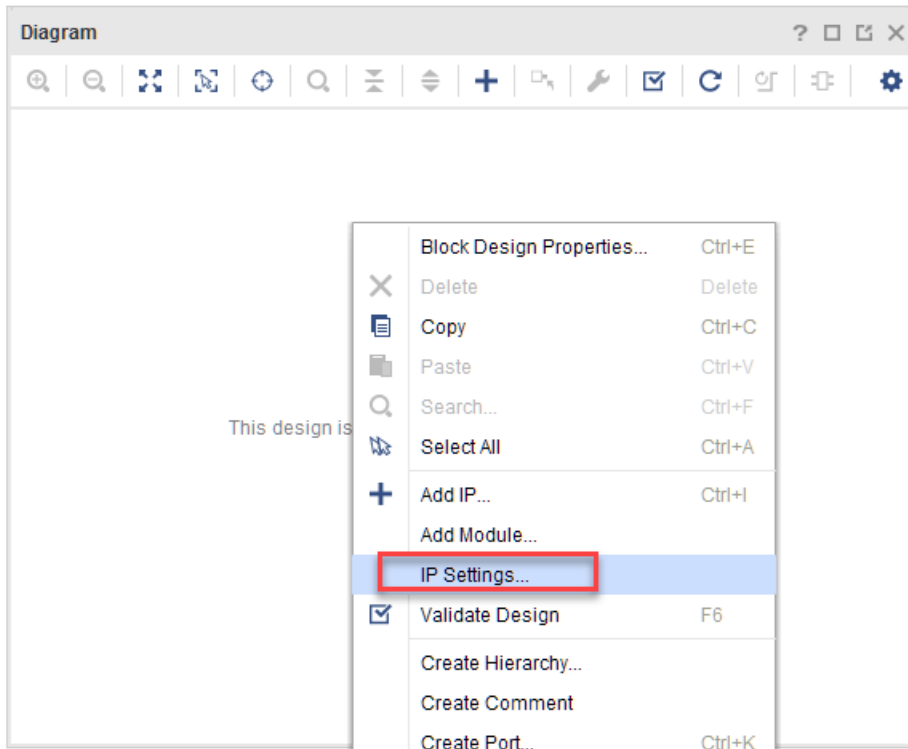 Diagram
?
Block Design Properties... Ctrl+E
Delete Delete
Copy Ctrl+C
Paste Ctrl+V
Search... Ctrl+F
This design is
Select All Ctrl+A
Add IP... Ctrl+I
Add Module...
IP Settings...
Validate Design F6
Create Hierarchy...
Create Comment
Create Port... Ctrl+K